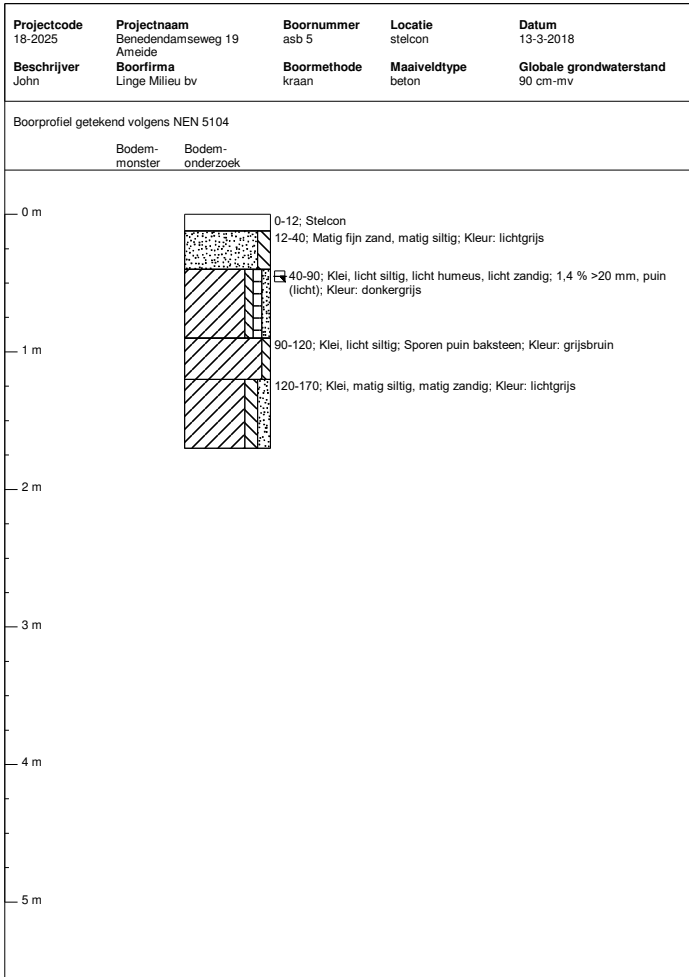 Projectcode Projectnaam Boornummer Locatie Datum
18-2025 Benedendamseweg 19 asb 5 stelcon 13-3-2018
Ameide
Beschrijver Boorfirma Boormethode Maaiveldtype Globale grondwaterstand
John Linge Milieu bv kraan beton 90 cm-mv
Boorprofiel getekend volgens NEN 5104
Bodem- Bodem-
monster onderzoek
0 m
0-12; Stelcon
12-40; Matig fijn zand, matig siltig; Kleur: lichtgrijs
40-90; Klei, licht siltig, licht humeus, licht zandig; 1,4 % >20 mm, puin
(licht); Kleur: donkergrijs
90-120; Klei, licht siltig; Sporen puin baksteen; Kleur: grijsbruin
1 m
120-170; Klei, matig siltig, matig zandig; Kleur: lichtgrijs
2 m
3 m
4 m
5 m